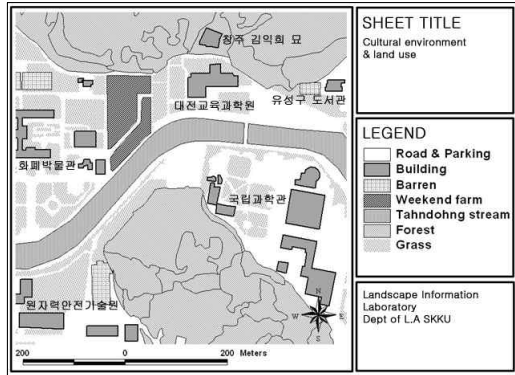 창주 김익희 묘
대전교육과학원
유성구 도서관
화폐박물관
국립과학관
원자력안전기술원
N
W E
S
200 0 200 Meters
SHEET TITLE
Cultural environment
& land use
LEGEND
Road & Parking
Building
Barren
Weekend farm
Tahndohng stream
Forest
Grass
Landscape Information
Laboratory
Dept of L.A SKKU